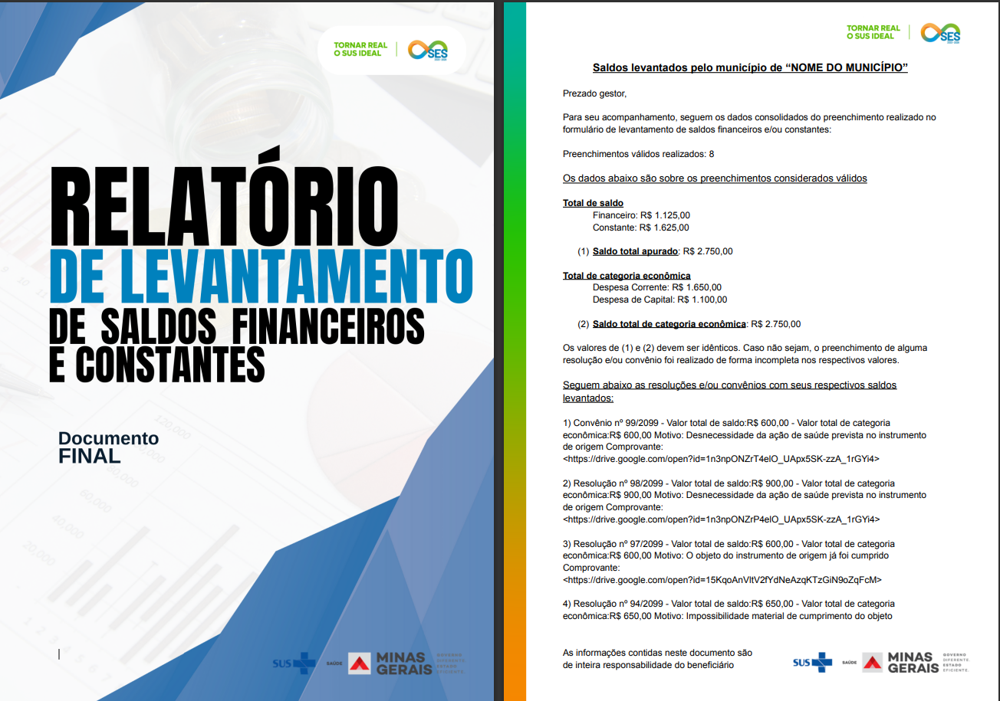 TORNAR REAL
O SUS IDEAL
SES
RELATÓRIO
DE LEVANTAMENTO
DE SALDOS FINANCEIROS
E CONSTANTES
Documento
FINAL
120,000
60,000
40,000
20,000
SUS
SAÚDE
MINAS
GERAIS
GOVERNO
DIFERENTE.
ESTADO
EFICIENTE.
TORNAR REAL
O SUS IDEAL
SES
Saldos levantados pelo município de “NOME DO MUNICÍPIO”
Prezado gestor,
Para seu acompanhamento, seguem os dados consolidados do preenchimento realizado no
formulário de levantamento de saldos financeiros e/ou constantes:
Preenchimentos válidos realizados: 8
Os dados abaixo são sobre os preenchimentos considerados válidos
Total de saldo
Financeiro: R$ 1.125,00
Constante: R$ 1.625,00
(1) Saldo total apurado: R$ 2.750,00
Total de categoria econômica
Despesa Corrente: R$ 1.650,00
Despesa de Capital: R$ 1.100,00
(2) Saldo total de categoria econômica: R$ 2.750,00
Os valores de (1) e (2) devem ser idênticos. Caso não sejam, o preenchimento de alguma
resolução e/ou convênio foi realizado de forma incompleta nos respectivos valores.
Seguem abaixo as resoluções e/ou convênios com seus respectivos saldos
levantados:
1) Convênio nº 99/2099 - Valor total de saldo:R$ 600,00 - Valor total de categoria
econômica:R$ 600,00 Motivo: Desnecessidade da ação de saúde prevista no instrumento
de origem Comprovante:
<https://drive.google.com/open?id=1n3npONZrT4elO_UApx5SK-zzA_1rGYi4>
2) Resolução nº 98/2099 - Valor total de saldo:R$ 900,00 - Valor total de categoria
econômica:R$ 900,00 Motivo: Desnecessidade da ação de saúde prevista no instrumento
de origem Comprovante:
<https://drive.google.com/open?id=1n3npONZrP4elO_UApx5SK-zzA_1rGYi4>
3) Resolução nº 97/2099 - Valor total de saldo:R$ 600,00 - Valor total de categoria
econômica:R$ 600,00 Motivo: O objeto do instrumento de origem já foi cumprido
Comprovante:
<https://drive.google.com/open?id=15KqoAnVltV2fYdNeAzqKTzGiN9oZqFcM>
4) Resolução nº 94/2099 - Valor total de saldo:R$ 650,00 - Valor total de categoria
econômica:R$ 650,00 Motivo: Impossibilidade material de cumprimento do objeto
As informações contidas neste documento são
de inteira responsabilidade do beneficiário
SUS
SAÚDE
MINAS
GERAIS
GOVERNO
DIFERENTE.
ESTADO
EFICIENTE.